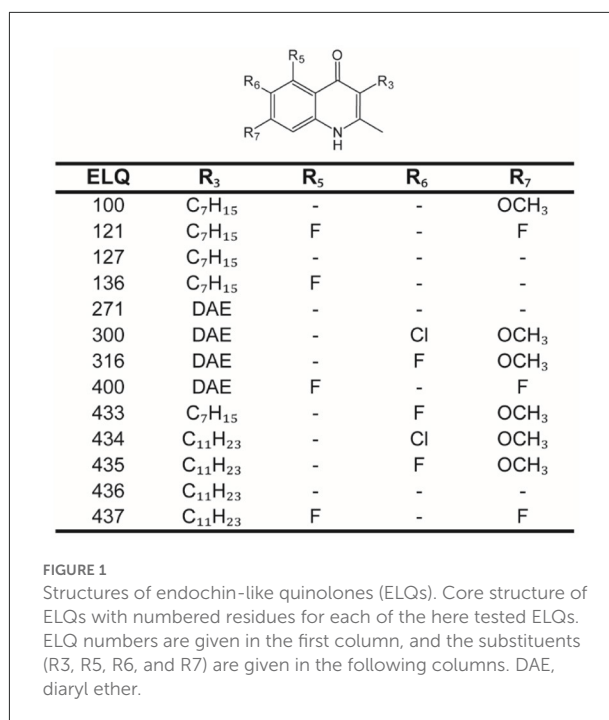 R₅
O
R₆
R₃
R₇
N
H
ELQ R₃ R₅ R₆ R₇
100 C₇H₁₅ - - OCH₃
121 C₇H₁₅ F - F
127 C₇H₁₅ - - -
136 C₇H₁₅ F - -
271 DAE - - -
300 DAE - Cl OCH₃
316 DAE - F OCH₃
400 DAE F - F
433 C₇H₁₅ - F OCH₃
434 C₁₁H₂₃ - Cl OCH₃
435 C₁₁H₂₃ - F OCH₃
436 C₁₁H₂₃ - - -
437 C₁₁H₂₃ F - F
FIGURE 1
Structures of endochin-like quinolones (ELQs). Core structure of
ELQs with numbered residues for each of the here tested ELQs.
ELQ numbers are given in the first column, and the substituents
(R3, R5, R6, and R7) are given in the following columns. DAE,
diaryl ether.